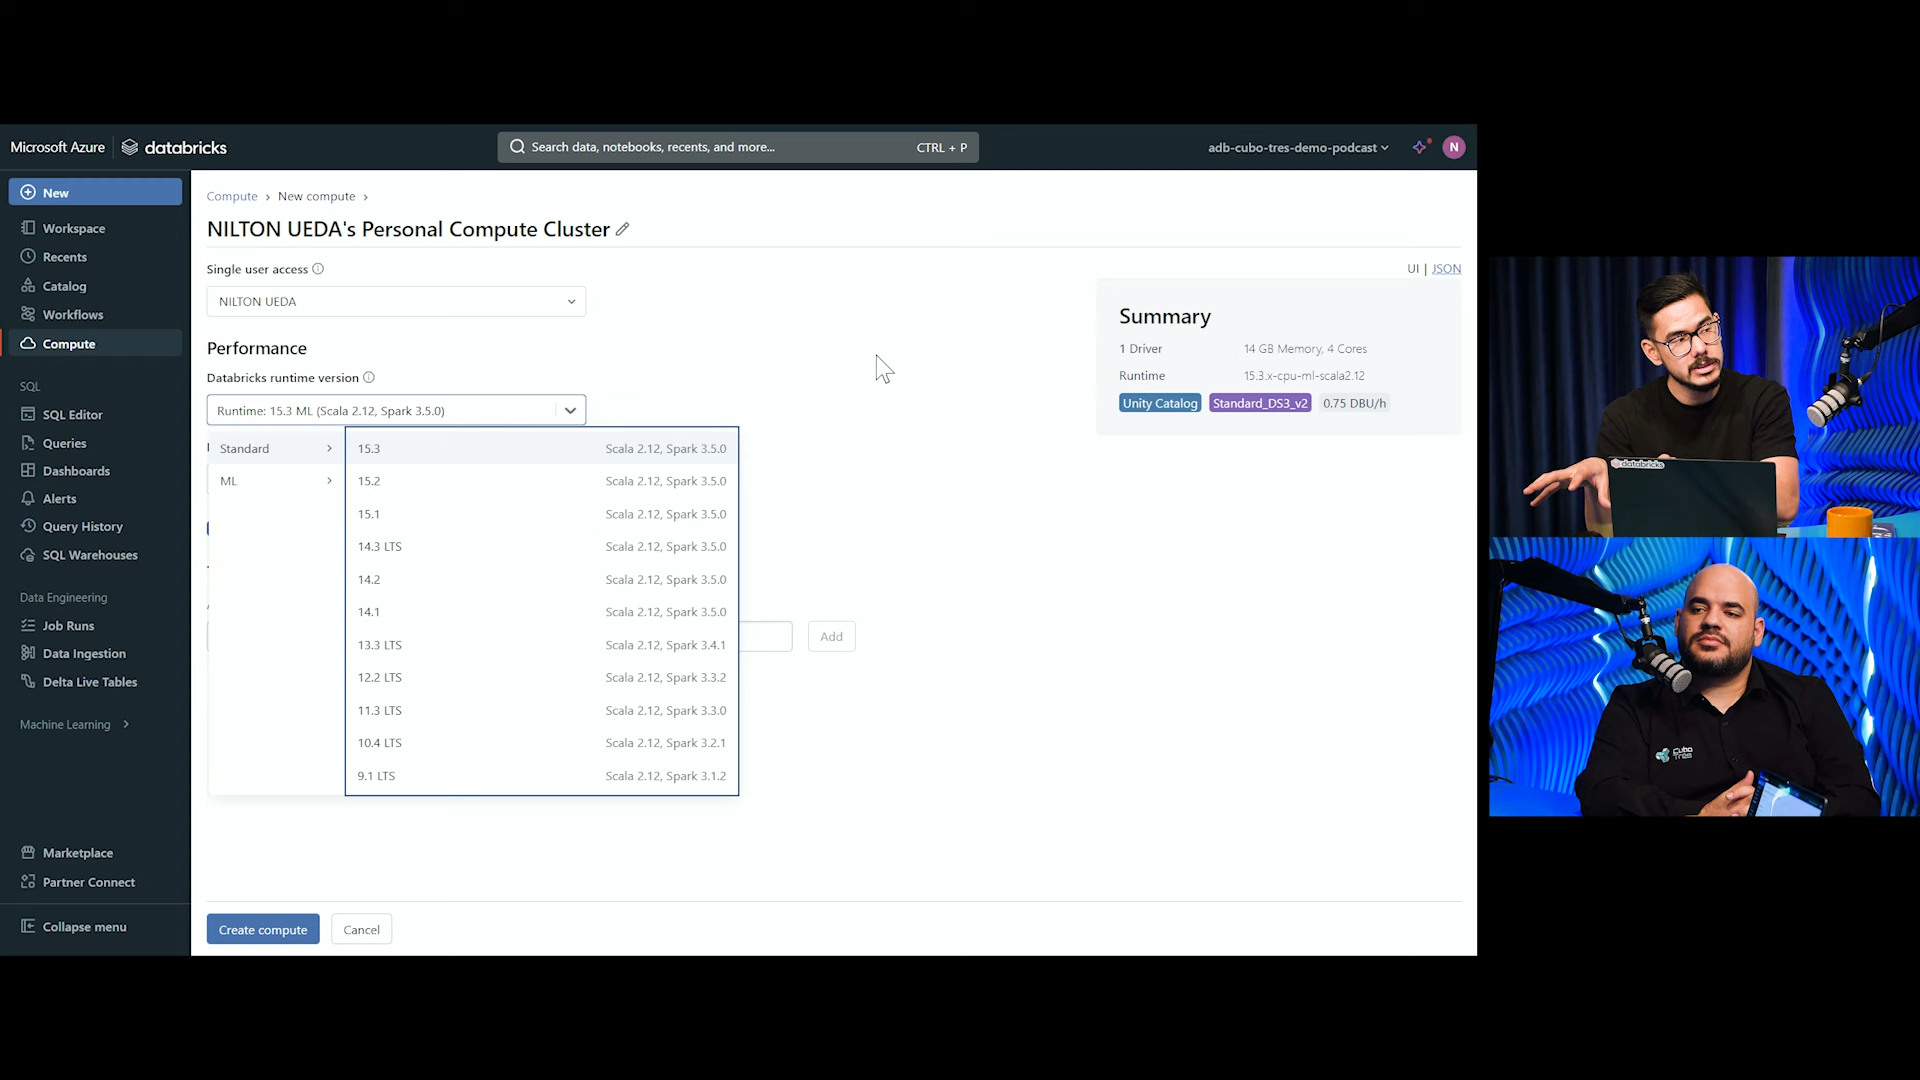 Microsoft Azure databricks
Search data, notebooks, recents, and more... CTRL + P
adb-cubo-tres-demo-podcast
N
New
Workspace
Recents
Catalog
Workflows
Compute
SQL
SQL Editor
Queries
Dashboards
Alerts
Query History
SQL Warehouses
Data Engineering
Job Runs
Data Ingestion
Delta Live Tables
Machine Learning
Marketplace
Partner Connect
Collapse menu
Compute › New compute ›
NILTON UEDA's Personal Compute Cluster
Single user access
UI | JSON
NILTON UEDA
Performance
Databricks runtime version
Runtime: 15.3 ML (Scala 2.12, Spark 3.5.0)
Standard
ML
15.3 Scala 2.12, Spark 3.5.0
15.2 Scala 2.12, Spark 3.5.0
15.1 Scala 2.12, Spark 3.5.0
14.3 LTS Scala 2.12, Spark 3.5.0
14.2 Scala 2.12, Spark 3.5.0
14.1 Scala 2.12, Spark 3.5.0
13.3 LTS Scala 2.12, Spark 3.4.1
12.2 LTS Scala 2.12, Spark 3.3.2
11.3 LTS Scala 2.12, Spark 3.3.0
10.4 LTS Scala 2.12, Spark 3.2.1
9.1 LTS Scala 2.12, Spark 3.1.2
Add
Create compute
Cancel
Summary
1 Driver 14 GB Memory, 4 Cores
Runtime 15.3.x-cpu-ml-scala2.12
Unity Catalog Standard_DS3_v2 0.75 DBU/h
databricks
Cubo
Três